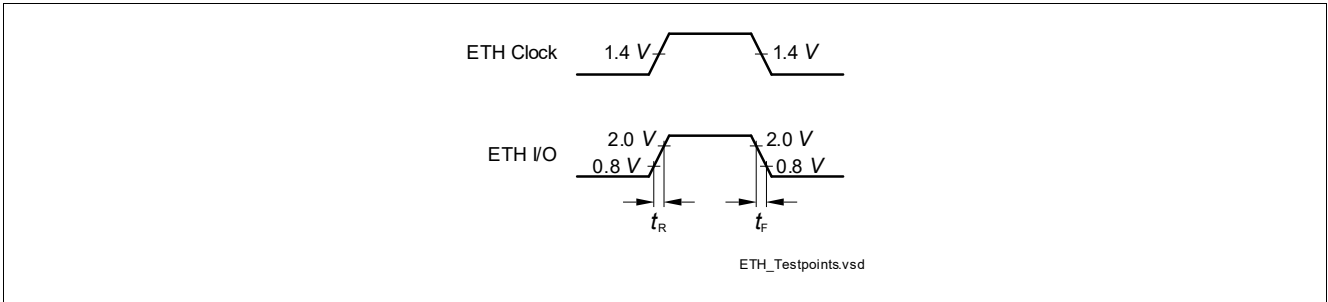 ETH Clock 1.4 V 1.4 V
ETH I/O 2.0 V 2.0 V
0.8 V 0.8 V
tR tF
ETH_Testpoints.vsd